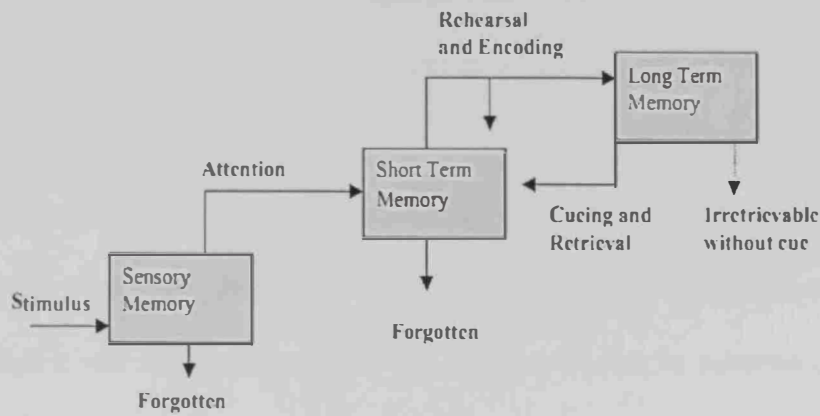 Rehearsal
and Encoding
Long Term
Memory
Attention
Short Term
Memory
Cueing and
Retrieval
Irretrievable
without cue
Sensory
Memory
Stimulus
Forgotten
Forgotten